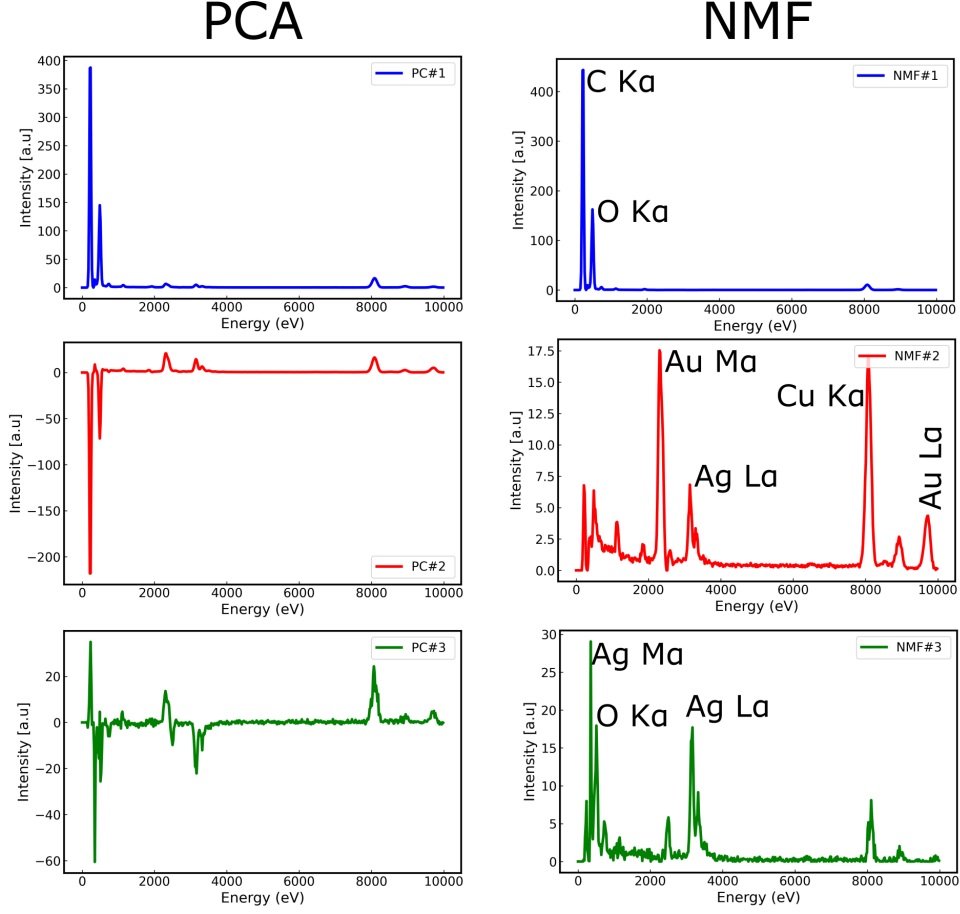 PCA
NMF
400
350
300
250
200
150
100
50
0
Intensity [a.u]
PC#1
0 2000 4000 6000 8000 10000
Energy (eV)
400
300
200
100
0
Intensity [a.u]
NMF#1
C Ka
O Ka
0 2000 4000 6000 8000 10000
Energy (eV)
0
−50
−100
−150
−200
Intensity [a.u]
PC#2
0 2000 4000 6000 8000 10000
Energy (eV)
17.5
15.0
12.5
10.0
7.5
5.0
2.5
0.0
Intensity [a.u]
NMF#2
Au Ma
Cu Ka
Ag La
Au La
0 2000 4000 6000 8000 10000
Energy (eV)
20
0
−20
−40
−60
Intensity [a.u]
PC#3
0 2000 4000 6000 8000 10000
Energy (eV)
30
25
20
15
10
5
0
Intensity [a.u]
NMF#3
Ag Ma
O Ka
Ag La
0 2000 4000 6000 8000 10000
Energy (eV)